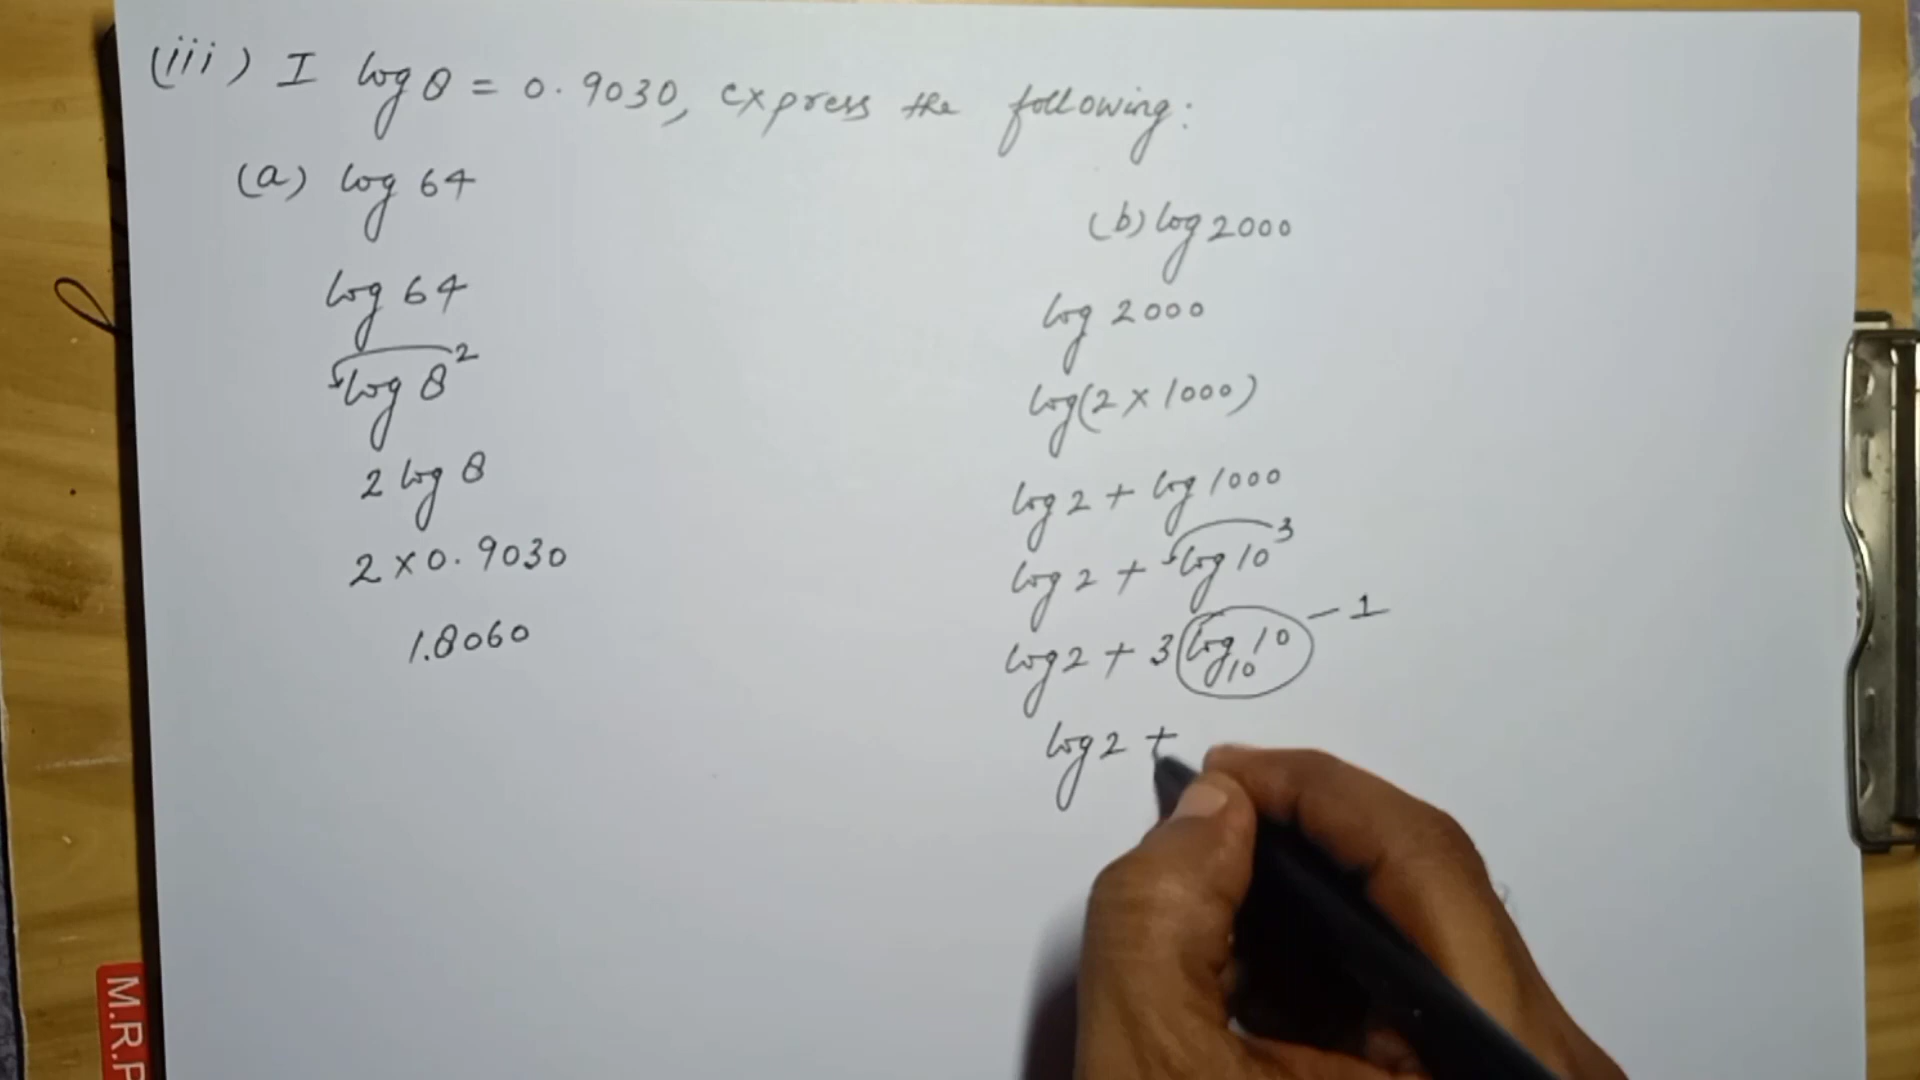 (iii) I log 8 = 0.9030, express the following:
(a) log 64
log 64
log 8²
2 log 8
2 × 0.9030
1.8060
(b) log 2000
log 2000
log(2 × 1000)
log 2 + log 1000
log 2 + log 10³
log 2 + 3 log₁₀ 10 – 1
log 2 +
M.R.P